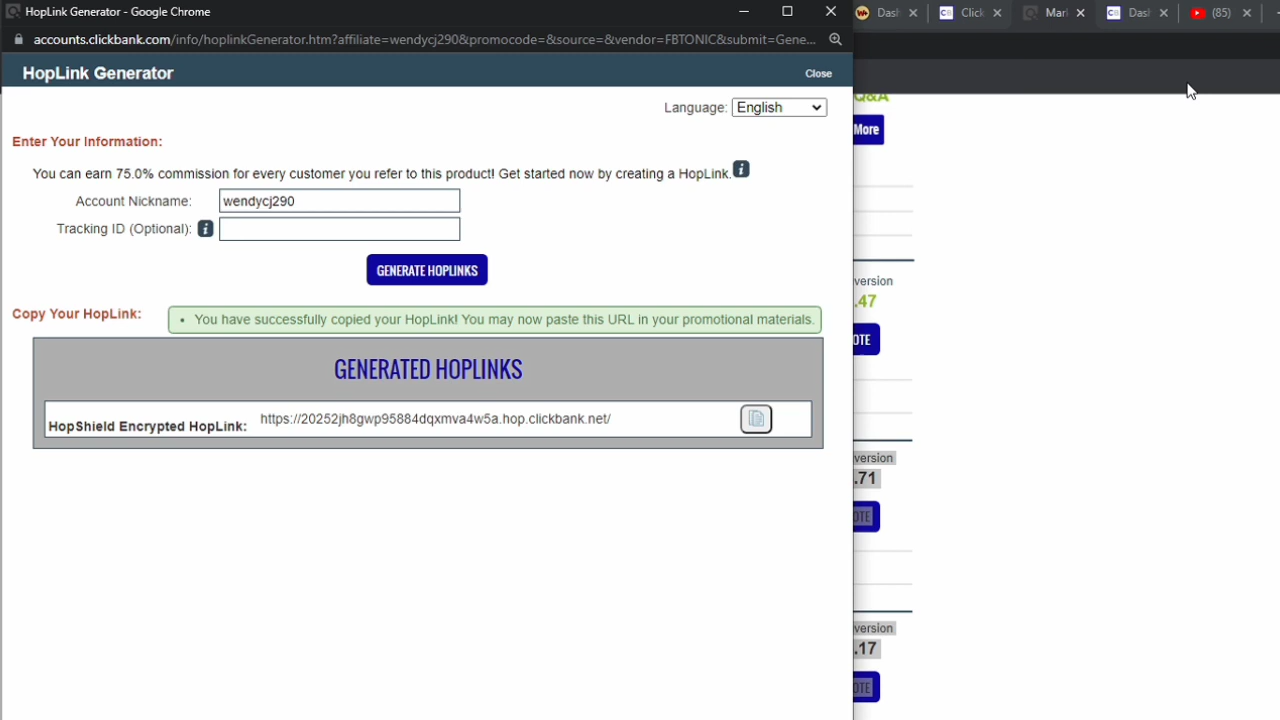 HopLink Generator - Google Chrome
Dash
Click
Mar
Dash
(85)
accounts.clickbank.com/info/hoplinkGenerator.htm?affiliate=wendycj290&promocode=&source=&vendor=FBTONIC&submit=Gene...
HopLink Generator
Close
Q&A
Language:
English
More
Enter Your Information:
You can earn 75.0% commission for every customer you refer to this product! Get started now by creating a HopLink.
Account Nickname:
wendycj290
Tracking ID (Optional):
GENERATE HOPLINKS
version
.47
Copy Your HopLink:
• You have successfully copied your HopLink! You may now paste this URL in your promotional materials.
OTE
GENERATED HOPLINKS
HopShield Encrypted HopLink:
https://20252jh8gwp95884dqxmva4w5a.hop.clickbank.net/
version
.71
OTE
version
.17
OTE